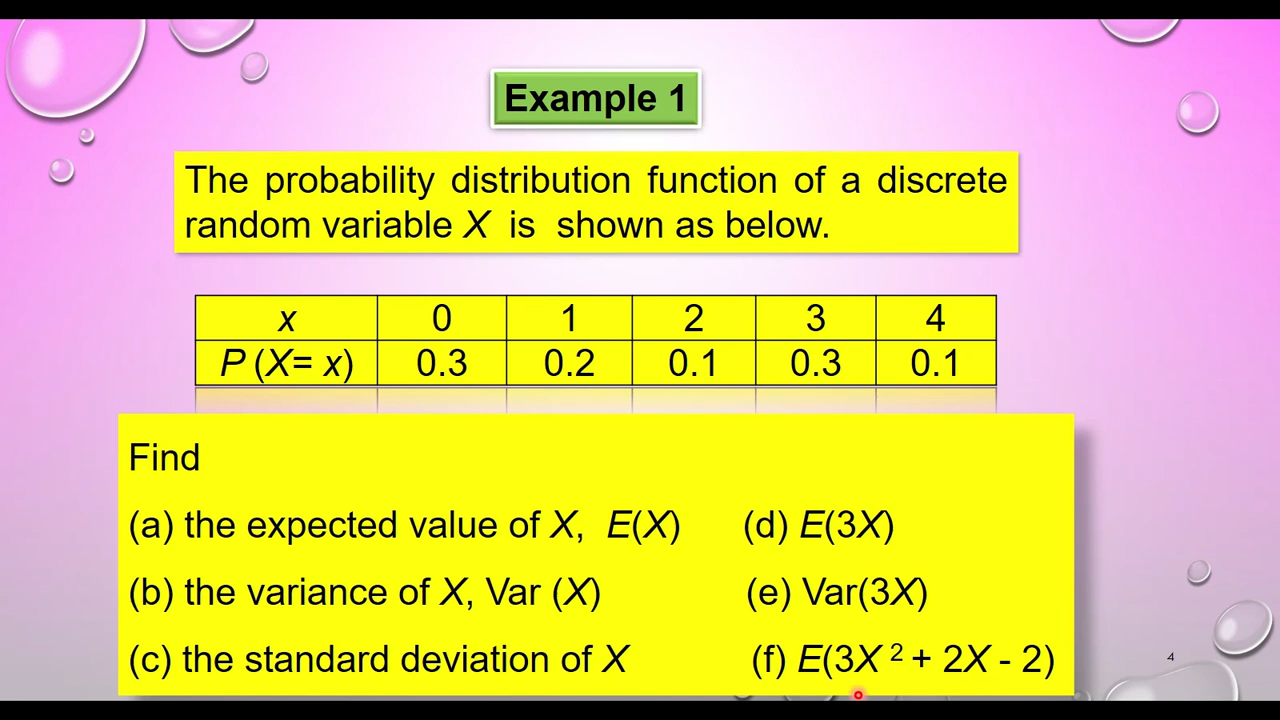 Example 1
The probability distribution function of a discrete
random variable X is shown as below.
x 0 1 2 3 4
P (X= x) 0.3 0.2 0.1 0.3 0.1
Find
(a) the expected value of X, E(X) (d) E(3X)
(b) the variance of X, Var (X) (e) Var(3X)
(c) the standard deviation of X (f) E(3X ² + 2X - 2)
4